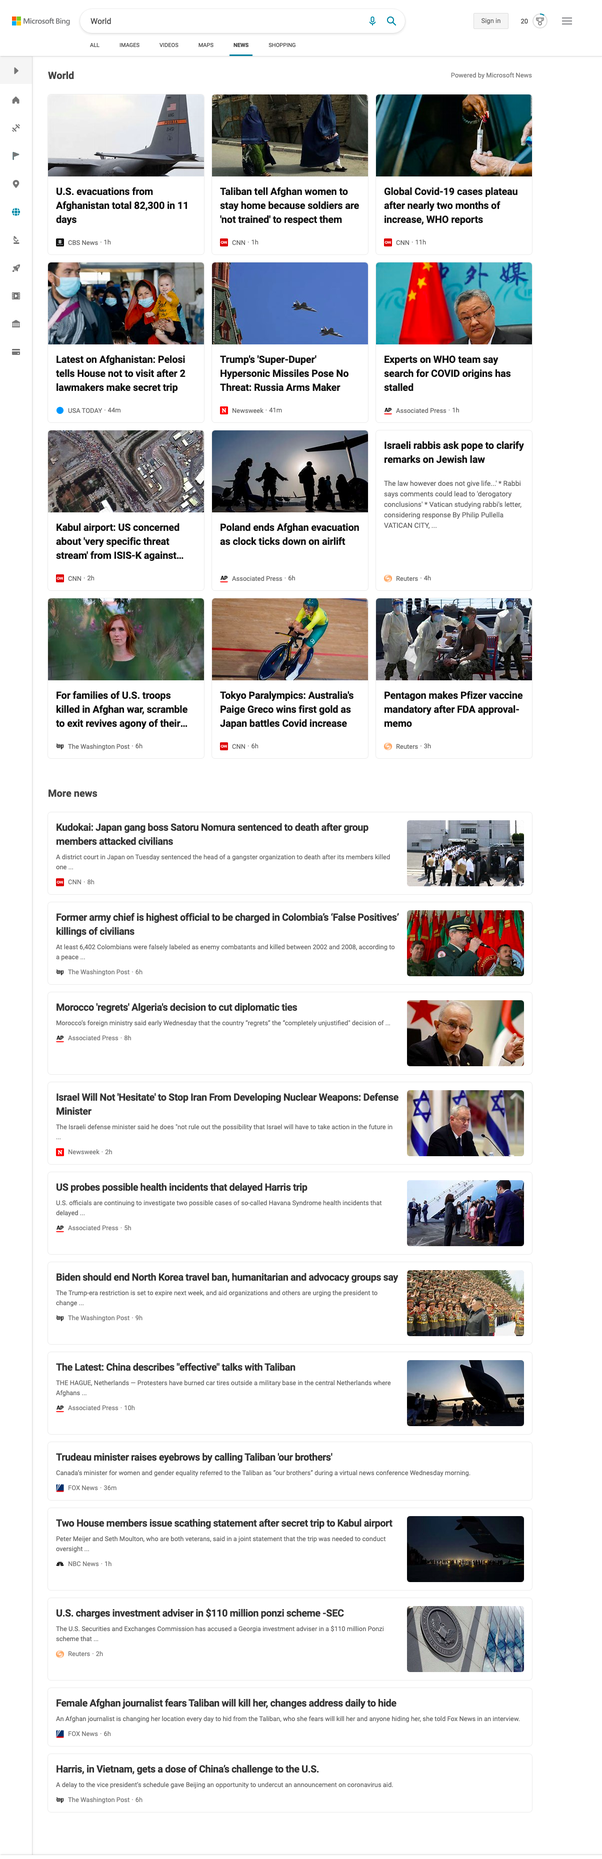 Microsoft Bing
World
Sign in
20
ALL
IMAGES
VIDEOS
MAPS
NEWS
SHOPPING
World
Powered by Microsoft News
U.S. evacuations from
Afghanistan total 82,300 in 11
days
CBS News · 1h
Taliban tell Afghan women to
stay home because soldiers are
'not trained' to respect them
CNN · 1h
Global Covid-19 cases plateau
after nearly two months of
increase, WHO reports
CNN · 11h
Latest on Afghanistan: Pelosi
tells House not to visit after 2
lawmakers make secret trip
USA TODAY · 44m
Trump's 'Super-Duper'
Hypersonic Missiles Pose No
Threat: Russia Arms Maker
N
Newsweek · 41m
Experts on WHO team say
search for COVID origins has
stalled
AP
Associated Press · 1h
Kabul airport: US concerned
about 'very specific threat
stream' from ISIS-K against...
CNN · 2h
Poland ends Afghan evacuation
as clock ticks down on airlift
AP
Associated Press · 6h
Israeli rabbis ask pope to clarify
remarks on Jewish law
The law however does not give life...' * Rabbi
says comments could lead to 'derogatory
conclusions' * Vatican studying rabbi's letter,
considering response By Philip Pullella
VATICAN CITY, ...
Reuters · 4h
For families of U.S. troops
killed in Afghan war, scramble
to exit revives agony of their...
wp
The Washington Post · 6h
Tokyo Paralympics: Australia's
Paige Greco wins first gold as
Japan battles Covid increase
CNN · 6h
Pentagon makes Pfizer vaccine
mandatory after FDA approval-
memo
Reuters · 3h
More news
Kudokai: Japan gang boss Satoru Nomura sentenced to death after group
members attacked civilians
A district court in Japan on Tuesday sentenced the head of a gangster organization to death after its members killed
one ...
CNN · 8h
Former army chief is highest official to be charged in Colombia's 'False Positives'
killings of civilians
At least 6,402 Colombians were falsely labeled as enemy combatants and killed between 2002 and 2008, according to
a peace ...
wp
The Washington Post · 6h
Morocco 'regrets' Algeria's decision to cut diplomatic ties
Morocco's foreign ministry said early Wednesday that the country "regrets" the "completely unjustified" decision of ...
AP
Associated Press · 8h
Israel Will Not 'Hesitate' to Stop Iran From Developing Nuclear Weapons: Defense
Minister
The Israeli defense minister said he does "not rule out the possibility that Israel will have to take action in the future in
...
N
Newsweek · 2h
US probes possible health incidents that delayed Harris trip
U.S. officials are continuing to investigate two possible cases of so-called Havana Syndrome health incidents that
delayed ...
AP
Associated Press · 5h
Biden should end North Korea travel ban, humanitarian and advocacy groups say
The Trump-era restriction is set to expire next week, and aid organizations and others are urging the president to
change ...
wp
The Washington Post · 9h
The Latest: China describes "effective" talks with Taliban
THE HAGUE, Netherlands — Protesters have burned car tires outside a military base in the central Netherlands where
Afghans ...
AP
Associated Press · 10h
Trudeau minister raises eyebrows by calling Taliban 'our brothers'
Canada's minister for women and gender equality referred to the Taliban as "our brothers" during a virtual news conference Wednesday morning.
FOX News · 36m
Two House members issue scathing statement after secret trip to Kabul airport
Peter Meijer and Seth Moulton, who are both veterans, said in a joint statement that the trip was needed to conduct
oversight ...
NBC News · 1h
U.S. charges investment adviser in $110 million ponzi scheme -SEC
The U.S. Securities and Exchanges Commission has accused a Georgia investment adviser in a $110 million Ponzi
scheme that ...
Reuters · 2h
Female Afghan journalist fears Taliban will kill her, changes address daily to hide
An Afghan journalist is changing her location every day to hid from the Taliban, who she fears will kill her and anyone hiding her, she told Fox News in an interview.
FOX News · 6h
Harris, in Vietnam, gets a dose of China's challenge to the U.S.
A delay to the vice president's schedule gave Beijing an opportunity to undercut an announcement on coronavirus aid.
wp
The Washington Post · 6h